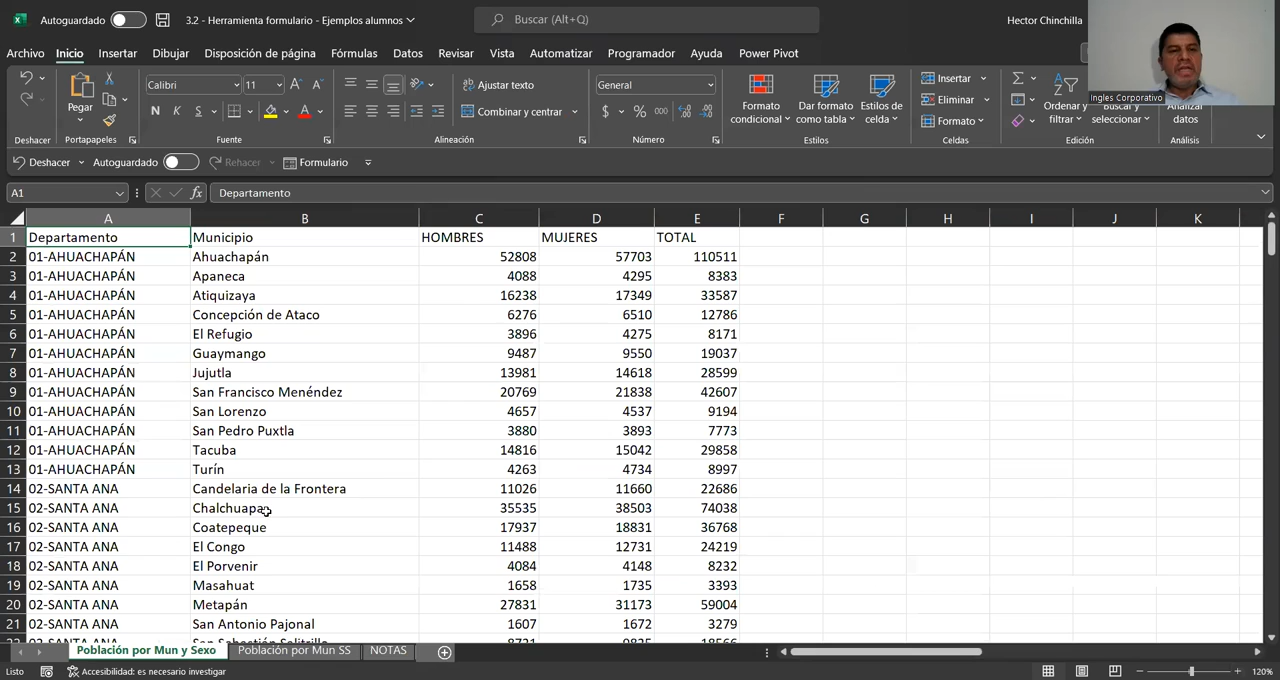 Autoguardado 3.2 - Herramienta formulario - Ejemplos alumnos Buscar (Alt+Q) Hector Chinchilla
Archivo Inicio Insertar Dibujar Disposición de página Fórmulas Datos Revisar Vista Automatizar Programador Ayuda Power Pivot
Ingles Corporativo
Pegar Calibri 11 Ajustar texto General Formato condicional Dar formato como tabla Estilos de celda Insertar Ordenar y filtrar
N K S Combinar y centrar $ % 000 Eliminar Buscar y seleccionar Analizar datos
Formato
Deshacer Portapapeles Fuente Alineación Número Estilos Celdas Edición Análisis
Deshacer Autoguardado Rehacer Formulario
A1 fx Departamento
A B C D E F G H I J K
1 Departamento Municipio HOMBRES MUJERES TOTAL
2 01-AHUACHAPÁN Ahuachapán 52808 57703 110511
3 01-AHUACHAPÁN Apaneca 4088 4295 8383
4 01-AHUACHAPÁN Atiquizaya 16238 17349 33587
5 01-AHUACHAPÁN Concepción de Ataco 6276 6510 12786
6 01-AHUACHAPÁN El Refugio 3896 4275 8171
7 01-AHUACHAPÁN Guaymango 9487 9550 19037
8 01-AHUACHAPÁN Jujutla 13981 14618 28599
9 01-AHUACHAPÁN San Francisco Menéndez 20769 21838 42607
10 01-AHUACHAPÁN San Lorenzo 4657 4537 9194
11 01-AHUACHAPÁN San Pedro Puxtla 3880 3893 7773
12 01-AHUACHAPÁN Tacuba 14816 15042 29858
13 01-AHUACHAPÁN Turín 4263 4734 8997
14 02-SANTA ANA Candelaria de la Frontera 11026 11660 22686
15 02-SANTA ANA Chalchuapa 35535 38503 74038
16 02-SANTA ANA Coatepeque 17937 18831 36768
17 02-SANTA ANA El Congo 11488 12731 24219
18 02-SANTA ANA El Porvenir 4084 4148 8232
19 02-SANTA ANA Masahuat 1658 1735 3393
20 02-SANTA ANA Metapán 27831 31173 59004
21 02-SANTA ANA San Antonio Pajonal 1607 1672 3279
22 02-SANTA ANA San Sebastián Salitrillo 8731 9835 18566
Población por Mun y Sexo Población por Mun SS NOTAS
Listo Accesibilidad: es necesario investigar 120%